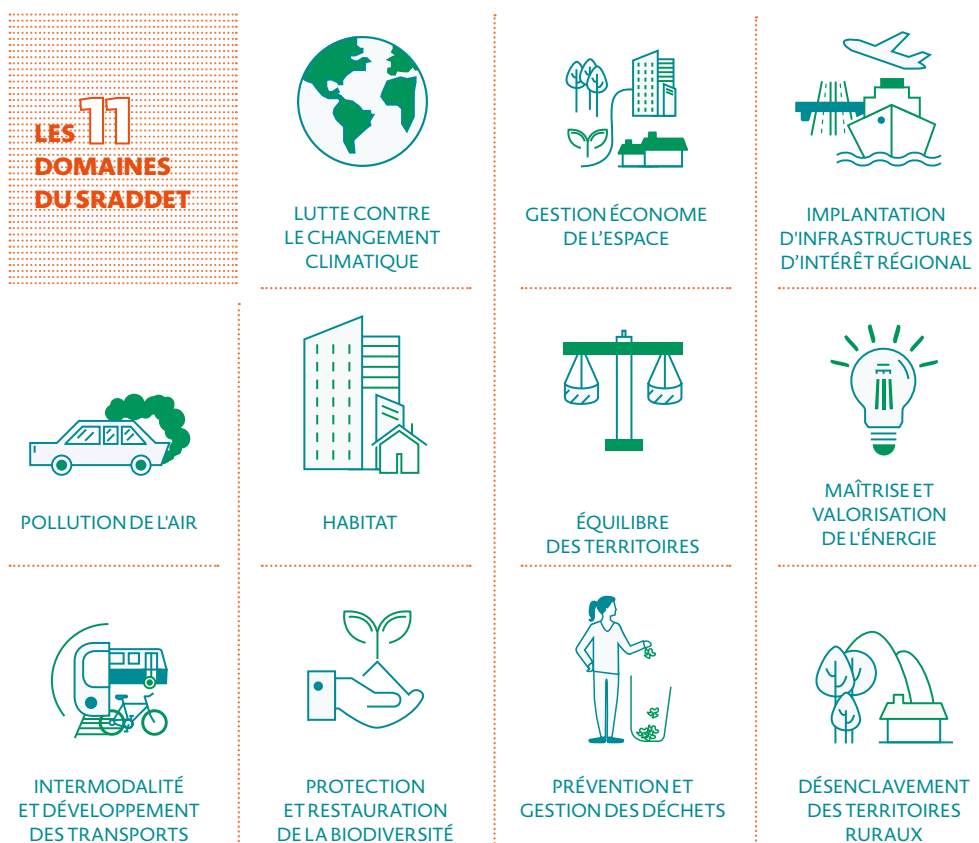 LES 11
DOMAINES
DU SRADDET
LUTTE CONTRE
LE CHANGEMENT
CLIMATIQUE
GESTION ÉCONOME
DE L’ESPACE
IMPLANTATION
D'INFRASTRUCTURES
D’INTÉRÊT RÉGIONAL
POLLUTION DE L'AIR
HABITAT
ÉQUILIBRE
DES TERRITOIRES
MAÎTRISE ET
VALORISATION
DE L'ÉNERGIE
INTERMODALITÉ
ET DÉVELOPPEMENT
DES TRANSPORTS
PROTECTION
ET RESTAURATION
DE LA BIODIVERSITÉ
PRÉVENTION ET
GESTION DES DÉCHETS
DÉSENCLAVEMENT
DES TERRITOIRES
RURAUX